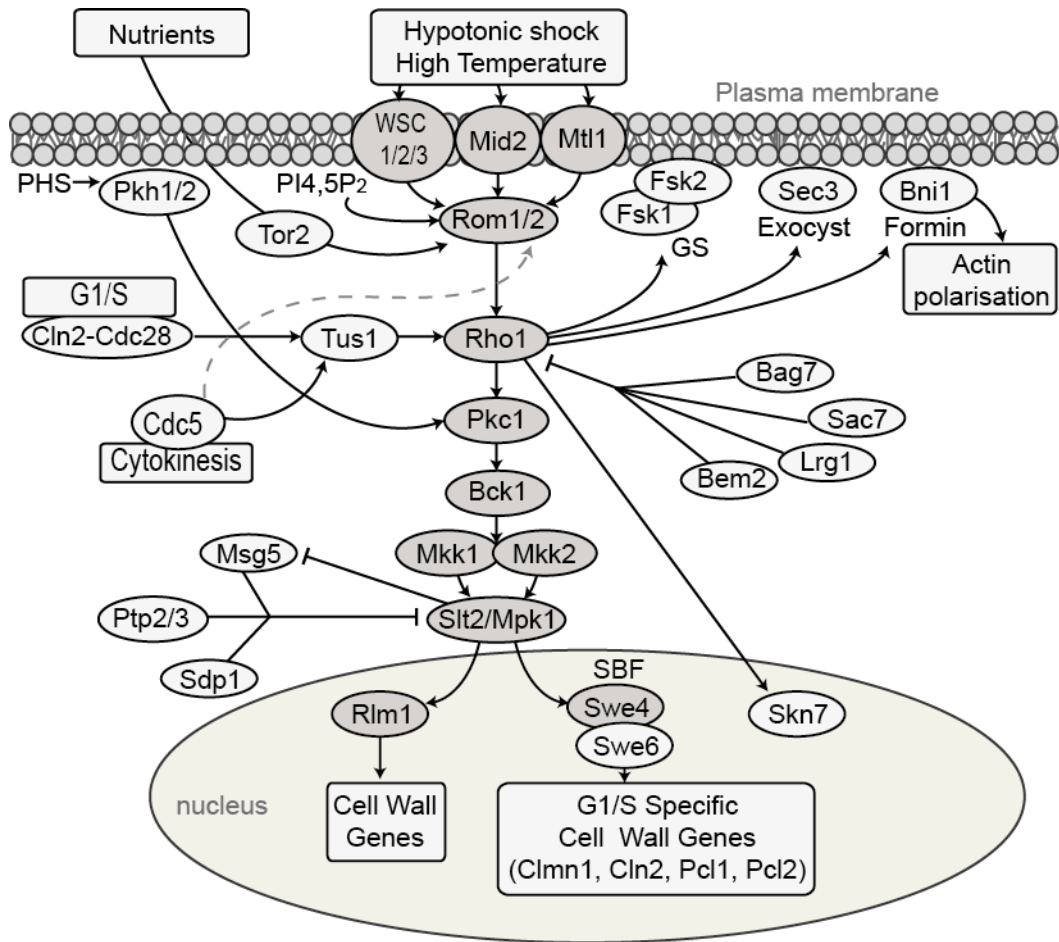 Nutrients
Hypotonic shock
High Temperature
Plasma membrane
WSC
1/2/3
Mid2
Mtl1
PHS
Pkh1/2
PI4,5P2
Rom1/2
Tor2
Fsk2
Fsk1
GS
Sec3
Exocyst
Bni1
Formin
Actin
polarisation
G1/S
Cln2-Cdc28
Tus1
Rho1
Bag7
Sac7
Lrg1
Bem2
Cdc5
Cytokinesis
Pkc1
Bck1
Mkk1
Mkk2
Msg5
Ptp2/3
Sdp1
Slt2/Mpk1
SBF
Rlm1
Swe4
Swe6
Skn7
nucleus
Cell Wall
Genes
G1/S Specific
Cell Wall Genes
(Clmn1, Cln2, Pcl1, Pcl2)